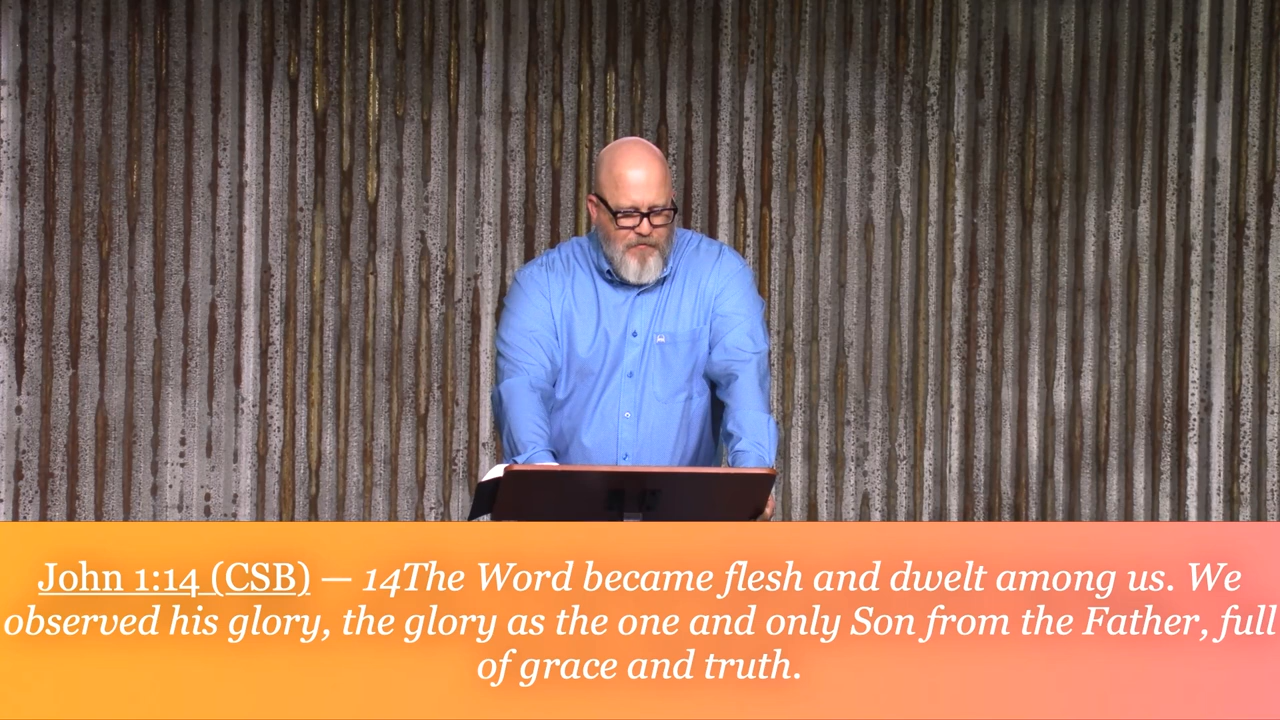 John 1:14 (CSB) — 14The Word became flesh and dwelt among us. We
observed his glory, the glory as the one and only Son from the Father, full
of grace and truth.